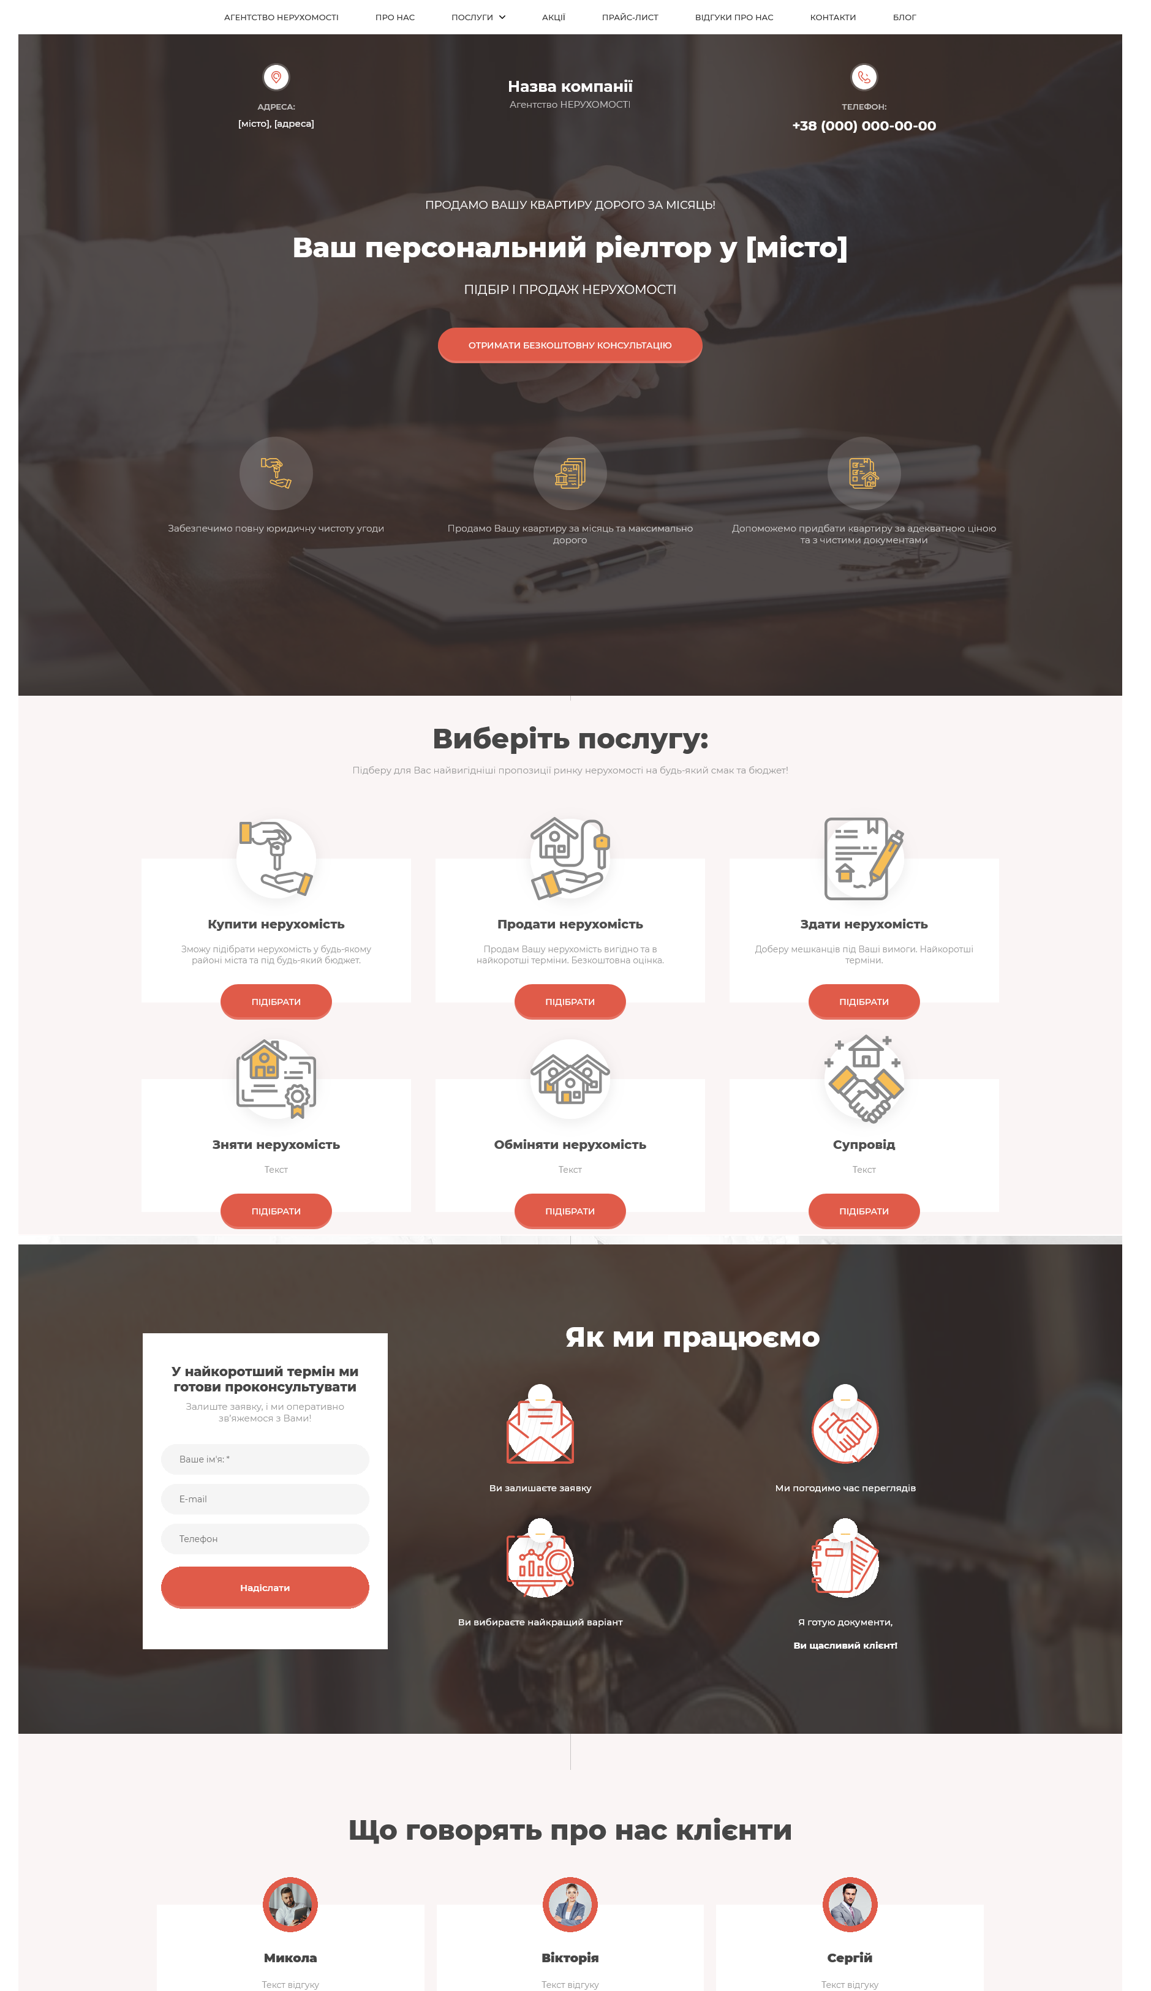 АГЕНТСТВО НЕРУХОМОСТІ ПРО НАС ПОСЛУГИ АКЦІЇ ПРАЙС-ЛИСТ ВІДГУКИ ПРО НАС КОНТАКТИ БЛОГ
АДРЕСА:
[місто], [адреса]
Назва компанії
Агентство НЕРУХОМОСТІ
ТЕЛЕФОН:
+38 (000) 000-00-00
ПРОДАМО ВАШУ КВАРТИРУ ДОРОГО ЗА МІСЯЦЬ!
Ваш персональний ріелтор у [місто]
ПІДБІР І ПРОДАЖ НЕРУХОМОСТІ
ОТРИМАТИ БЕЗКОШТОВНУ КОНСУЛЬТАЦІЮ
Забезпечимо повну юридичну чистоту угоди
Продамо Вашу квартиру за місяць та максимально
дорого
Допоможемо придбати квартиру за адекватною ціною
та з чистими документами
Виберіть послугу:
Підберу для Вас найвигідніші пропозиції ринку нерухомості на будь-який смак та бюджет!
Купити нерухомість
Зможу підібрати нерухомість у будь-якому
районі міста та під будь-який бюджет.
ПІДІБРАТИ
Продати нерухомість
Продам Вашу нерухомість вигідно та в
найкоротші терміни. Безкоштовна оцінка.
ПІДІБРАТИ
Здати нерухомість
Доберу мешканців під Ваші вимоги. Найкоротші
терміни.
ПІДІБРАТИ
Зняти нерухомість
Текст
ПІДІБРАТИ
Обміняти нерухомість
Текст
ПІДІБРАТИ
Супровід
Текст
ПІДІБРАТИ
У найкоротший термін ми
готови проконсультувати
Залиште заявку, і ми оперативно
зв'яжемося з Вами!
Ваше ім'я: *
E-mail
Телефон
Надіслати
Як ми працюємо
Ви залишаєте заявку
Ми погодимо час переглядів
Ви вибираєте найкращий варіант
Я готую документи,
Ви щасливий клієнт!
Що говорять про нас клієнти
Микола
Текст відгуку
Вікторія
Текст відгуку
Сергій
Текст відгуку